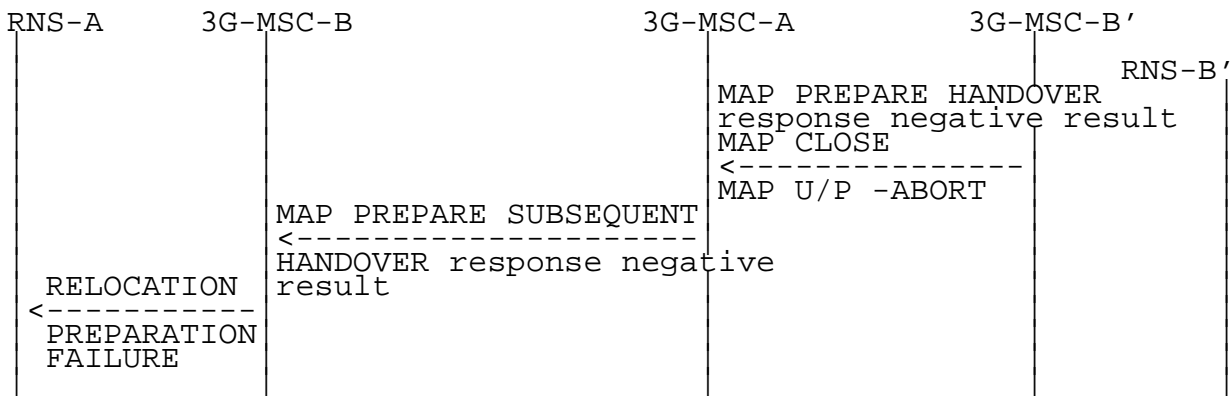 RNS-A 3G-MSC-B 3G-MSC-A 3G-MSC-B'
RNS-B'
MAP PREPARE HANDOVER
response negative result
MAP CLOSE
<---------------
MAP U/P -ABORT
MAP PREPARE SUBSEQUENT
<---------------------
HANDOVER response negative
result
RELOCATION
<-----------
PREPARATION
FAILURE